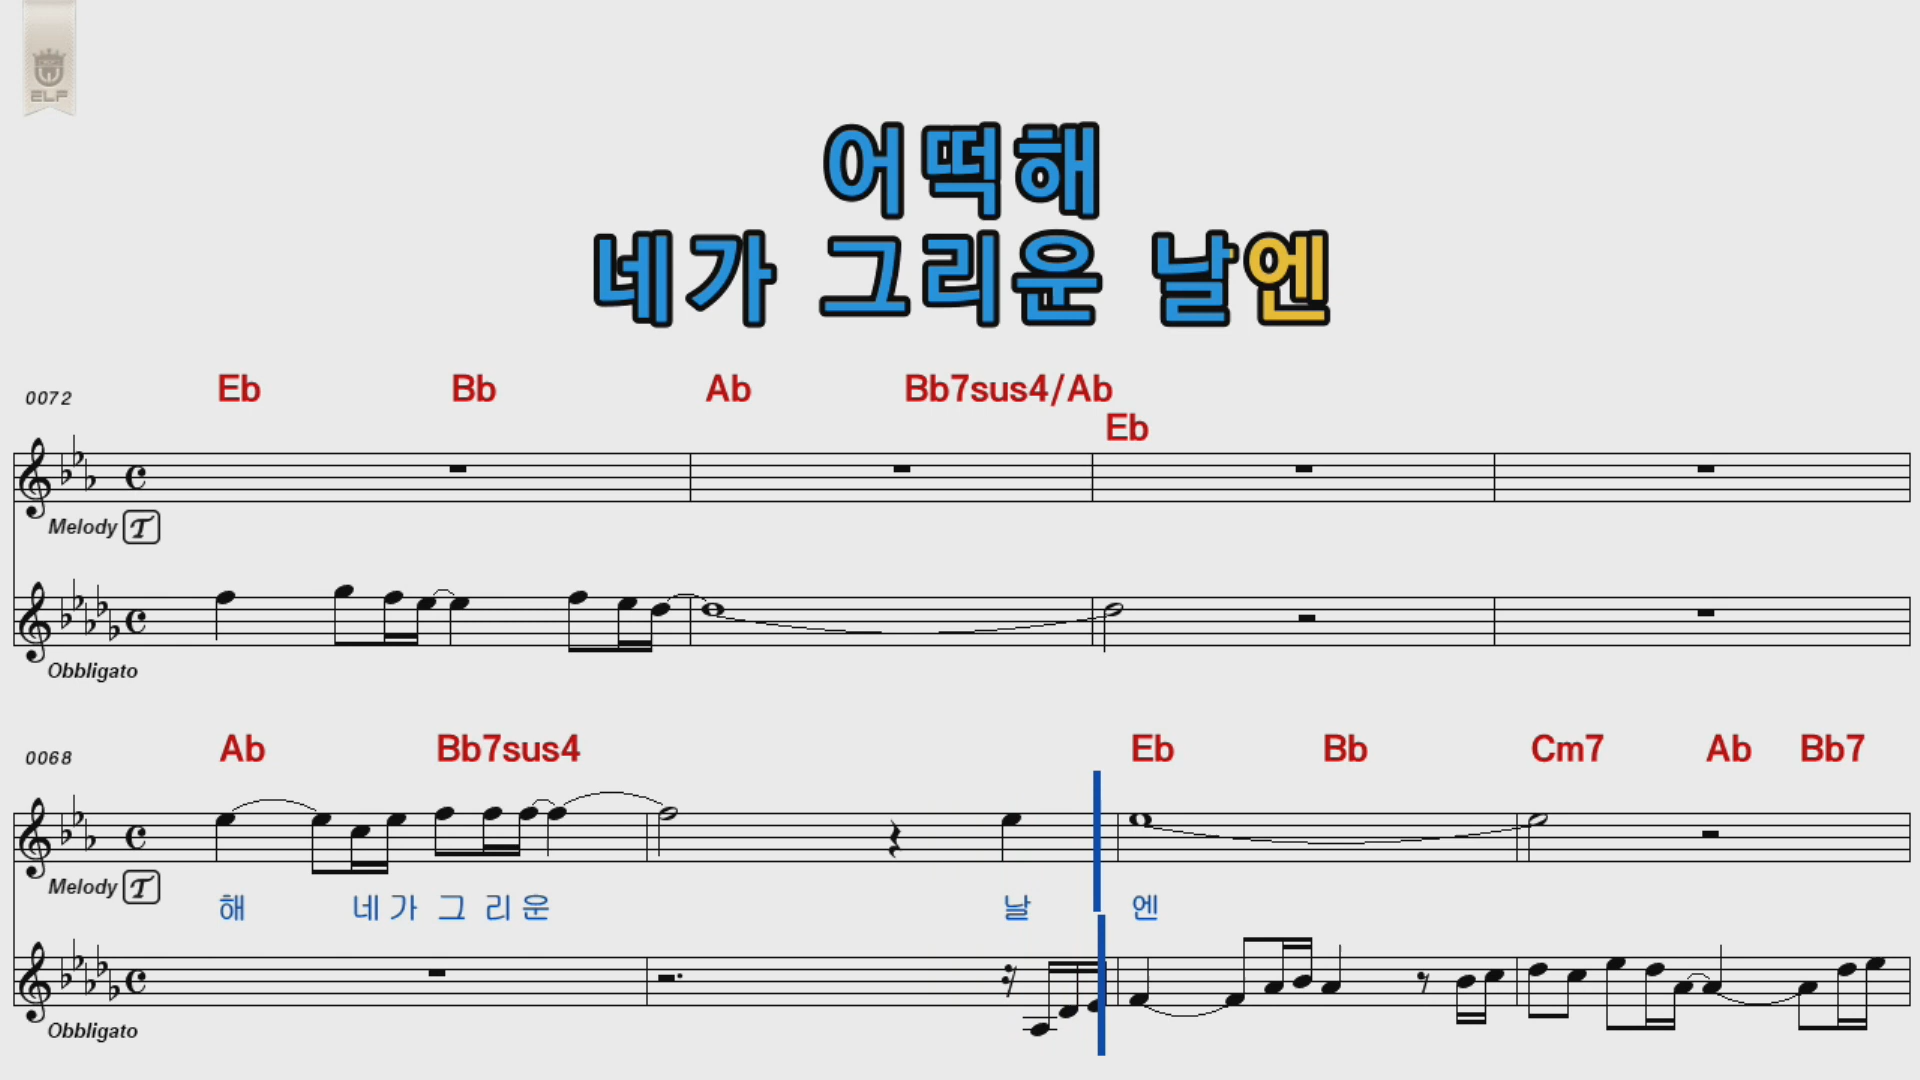 ELF
어떡해
네가 그리운 날엔
0072 Eb Bb Ab Bb7sus4/Ab
Eb
Melody T
Obbligato
0068 Ab Bb7sus4 Eb Bb Cm7 Ab Bb7
Melody T 해 네 가 그 리 운 날 엔
Obbligato